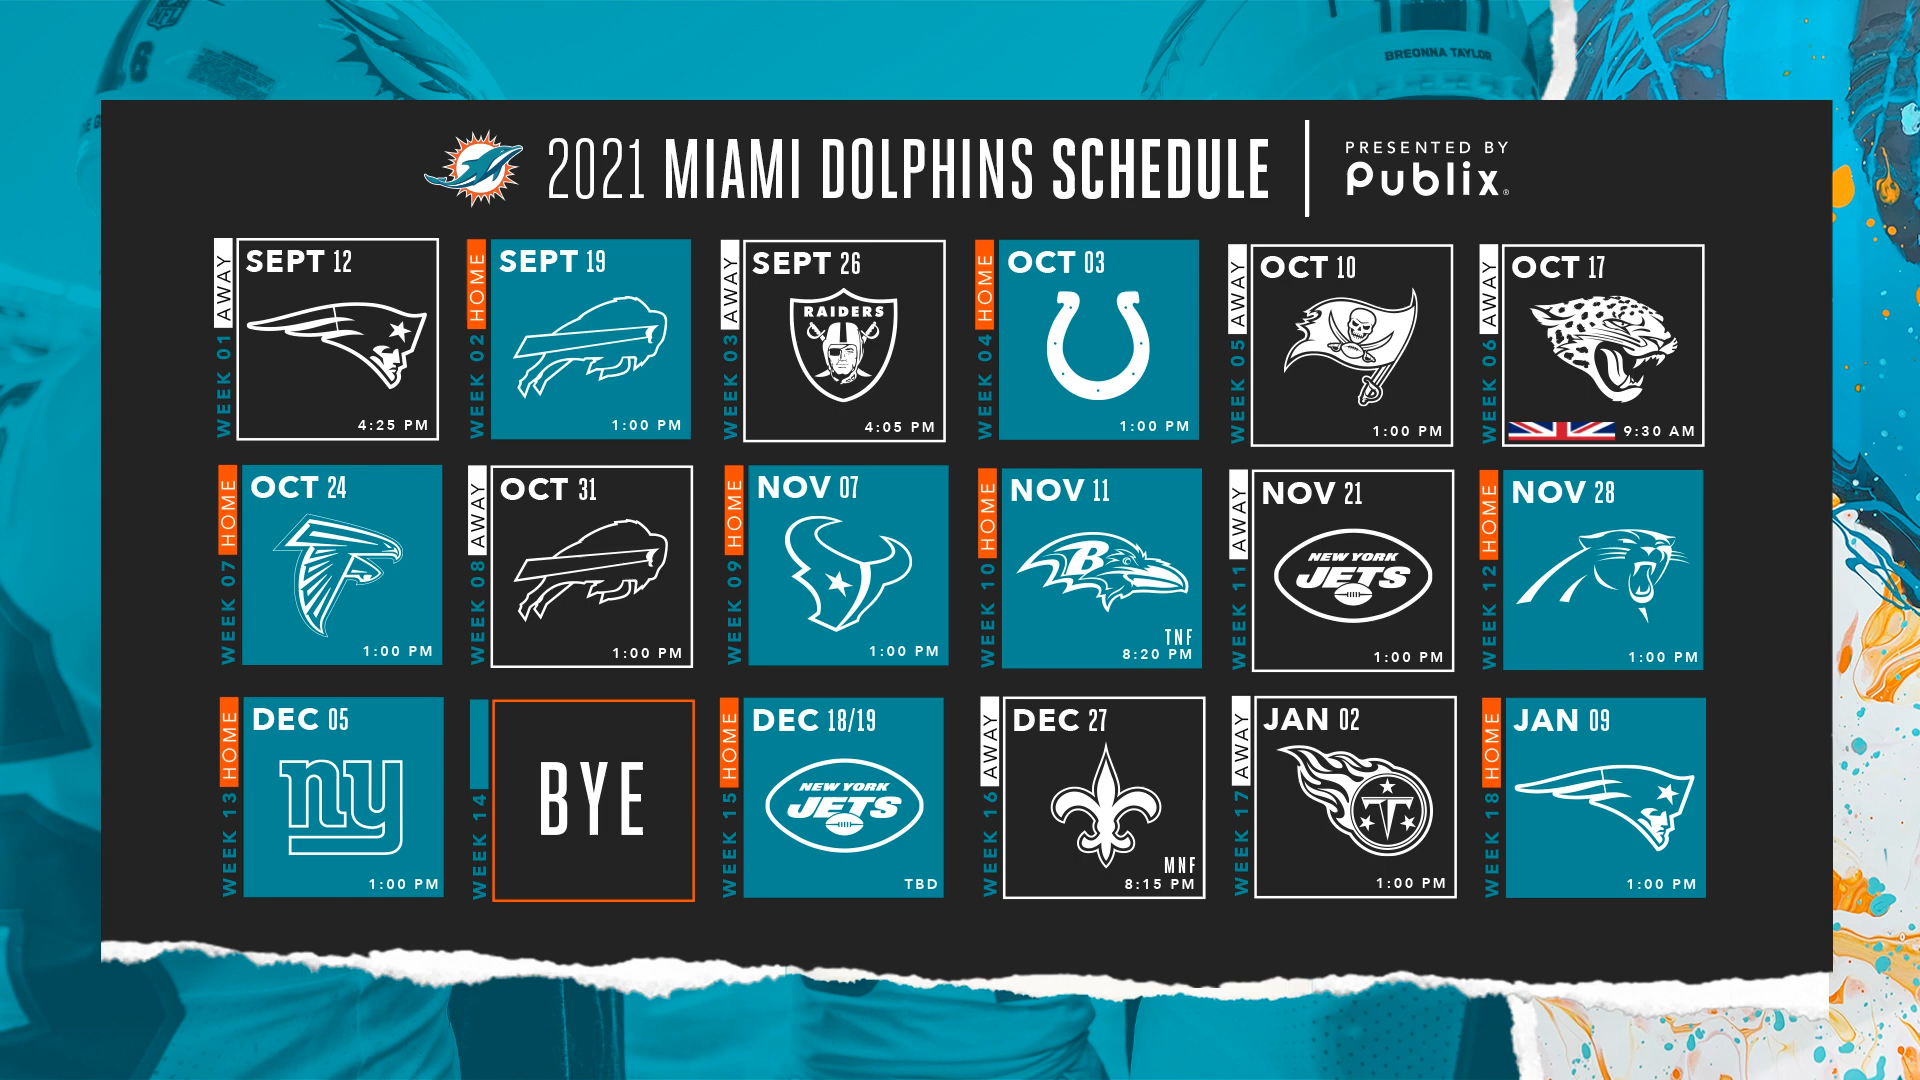 BREONNA TAYLOR
2021 MIAMI DOLPHINS SCHEDULE
PRESENTED BY
Publix
AWAY
WEEK 01
SEPT 12
4:25 PM
HOME
WEEK 02
SEPT 19
1:00 PM
AWAY
WEEK 03
SEPT 26
RAIDERS
4:05 PM
HOME
WEEK 04
OCT 03
1:00 PM
AWAY
WEEK 05
OCT 10
1:00 PM
AWAY
WEEK 06
OCT 17
9:30 AM
HOME
WEEK 07
OCT 24
1:00 PM
AWAY
WEEK 08
OCT 31
1:00 PM
HOME
WEEK 09
NOV 07
1:00 PM
HOME
WEEK 10
NOV 11
B
TNF
8:20 PM
AWAY
WEEK 11
NOV 21
NEW YORK
JETS
1:00 PM
HOME
WEEK 12
NOV 28
1:00 PM
HOME
WEEK 13
DEC 05
ny
1:00 PM
WEEK 14
BYE
HOME
WEEK 15
DEC 18/19
NEW YORK
JETS
TBD
AWAY
WEEK 16
DEC 27
MNF
8:15 PM
AWAY
WEEK 17
JAN 02
T
1:00 PM
HOME
WEEK 18
JAN 09
1:00 PM